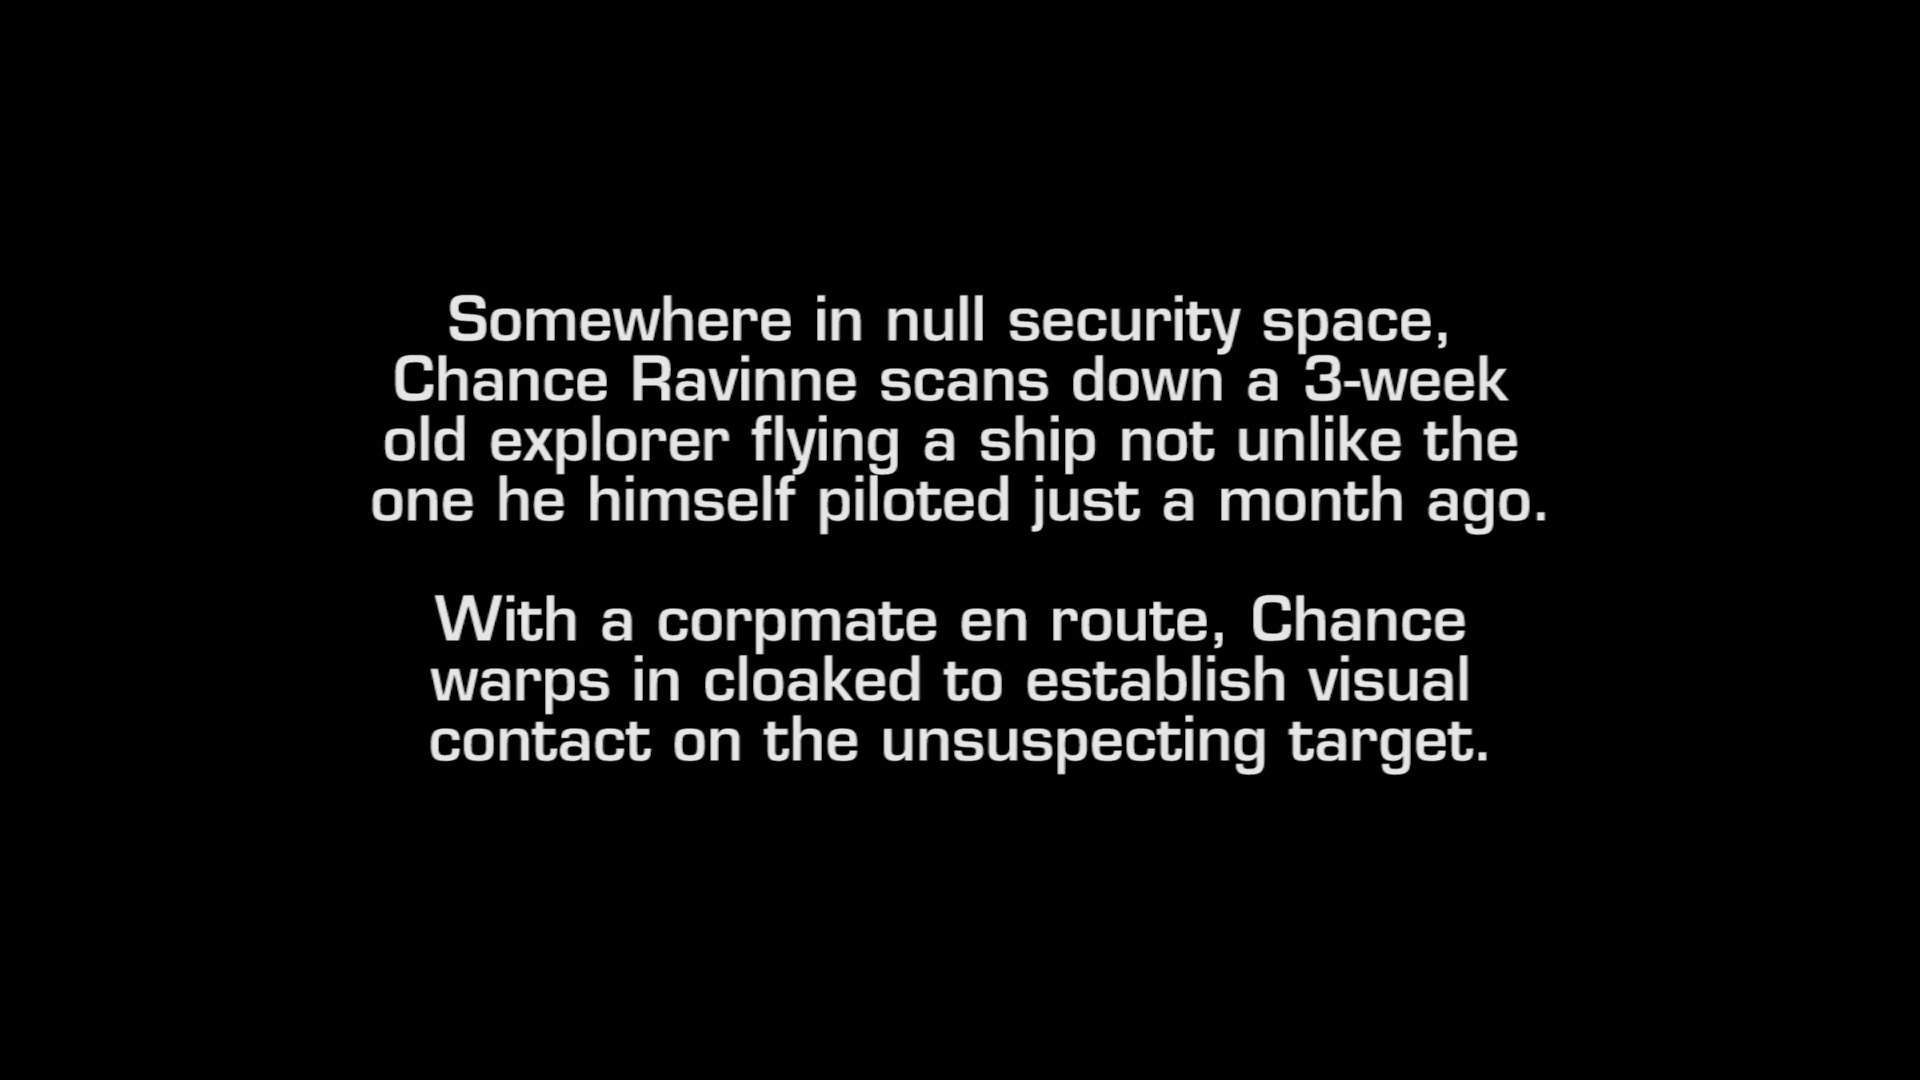 Somewhere in null security space,
Chance Ravinne scans down a 3-week
old explorer flying a ship not unlike the
one he himself piloted just a month ago.
With a corpmate en route, Chance
warps in cloaked to establish visual
contact on the unsuspecting target.